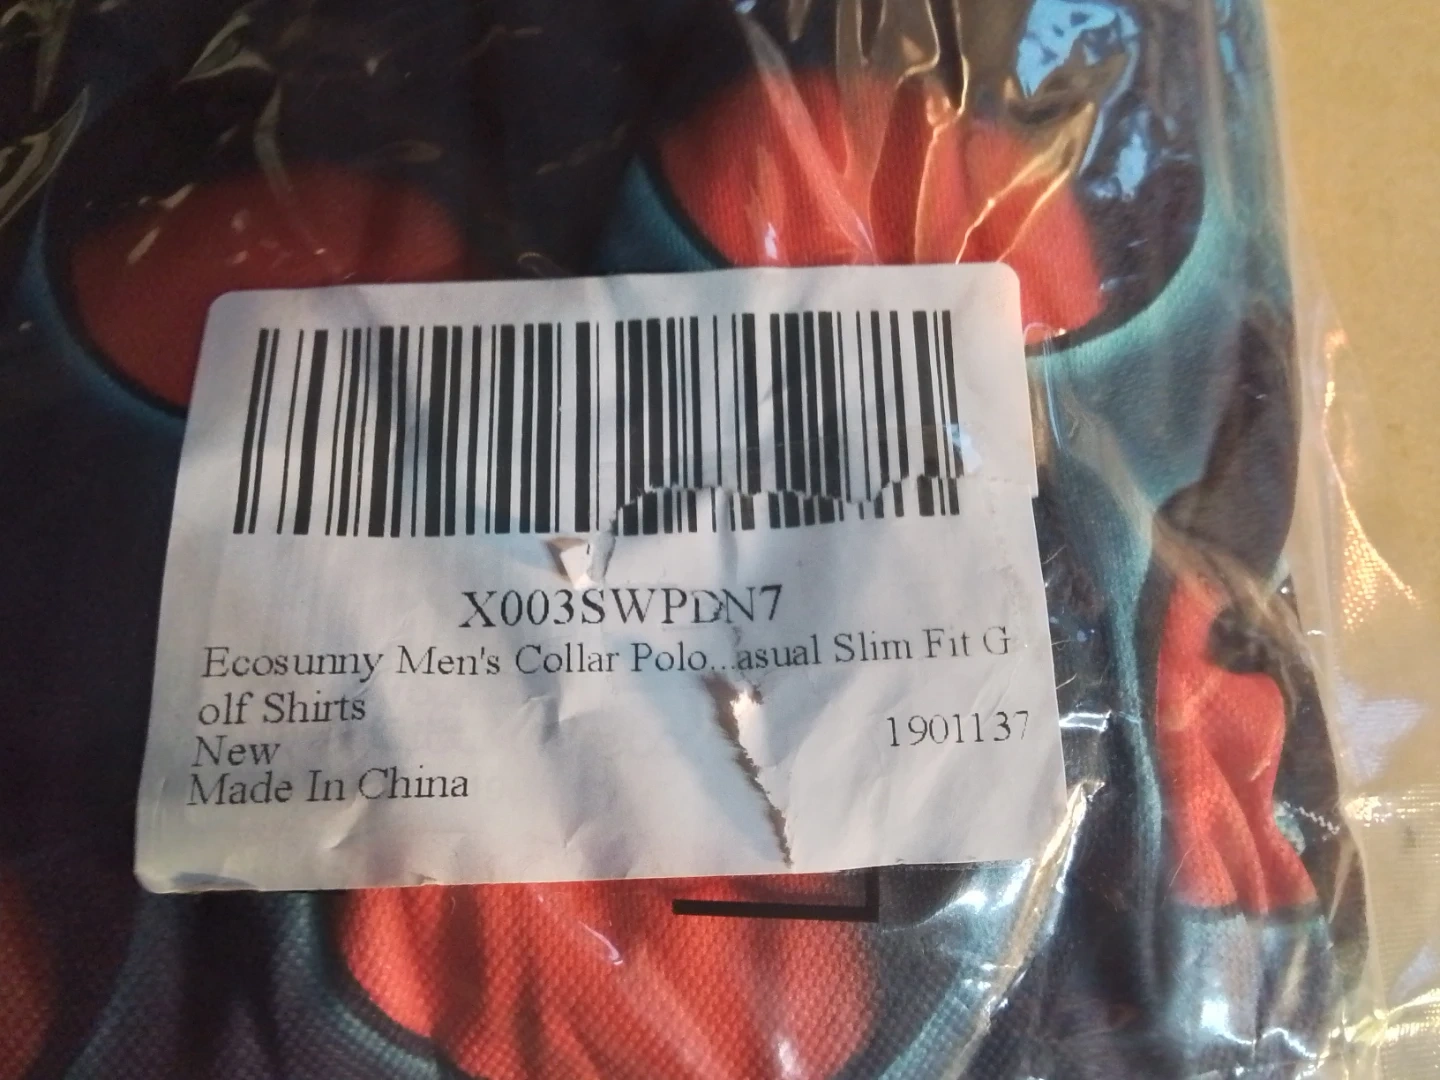 X003SWPDN7
Ecosunny Men's Collar Polo...asual Slim Fit G
olf Shirts
New
1901137
Made In China